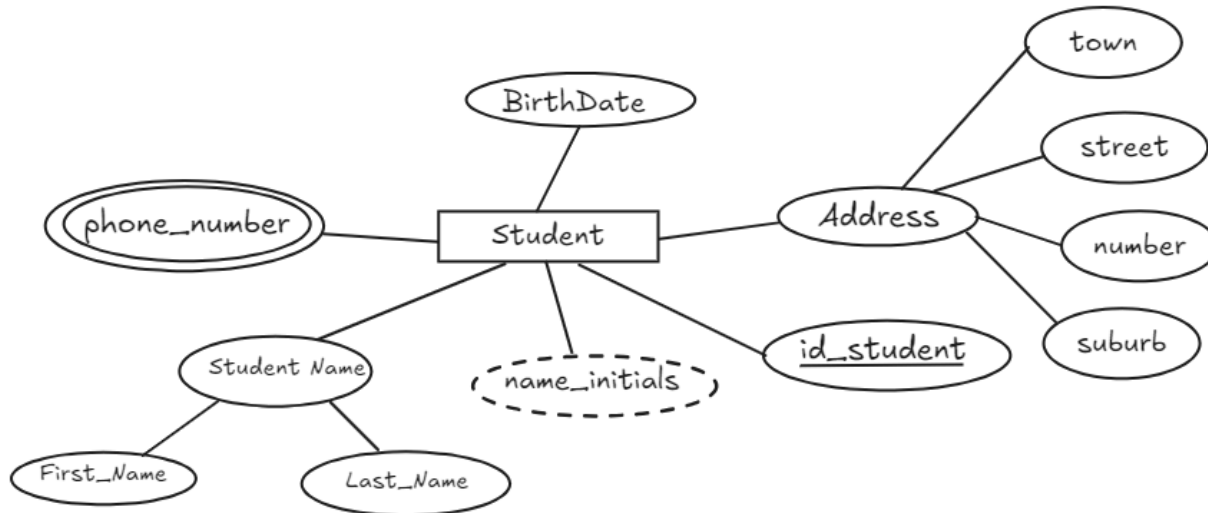 town
BirthDate
street
phone_number
Student
Address
number
suburb
id_student
Student Name
name_initials
First_Name
Last_Name